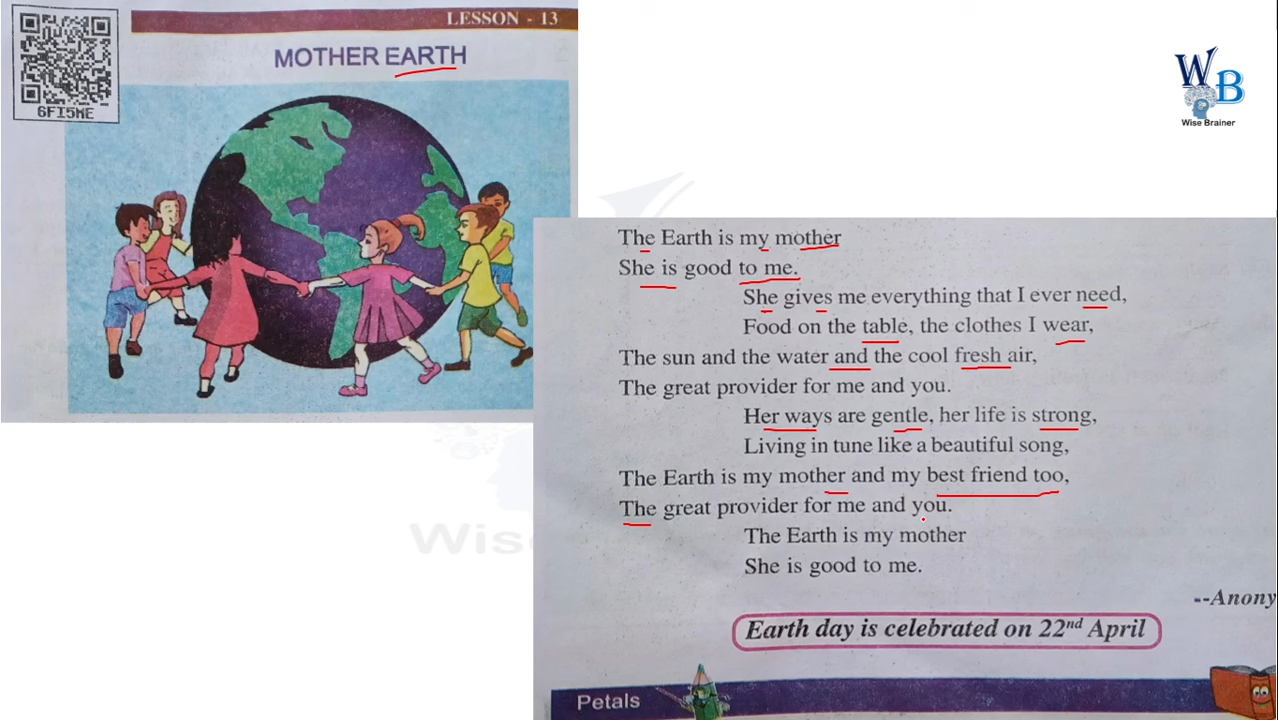 LESSON - 13
MOTHER EARTH
6FI5ME
W
B
Wise Brainer
The Earth is my mother
She is good to me.
She gives me everything that I ever need,
Food on the table, the clothes I wear,
The sun and the water and the cool fresh air,
The great provider for me and you.
Her ways are gentle, her life is strong,
Living in tune like a beautiful song,
The Earth is my mother and my best friend too,
The great provider for me and you.
The Earth is my mother
She is good to me.
--Anony
Earth day is celebrated on 22nd April
Petals
Wis